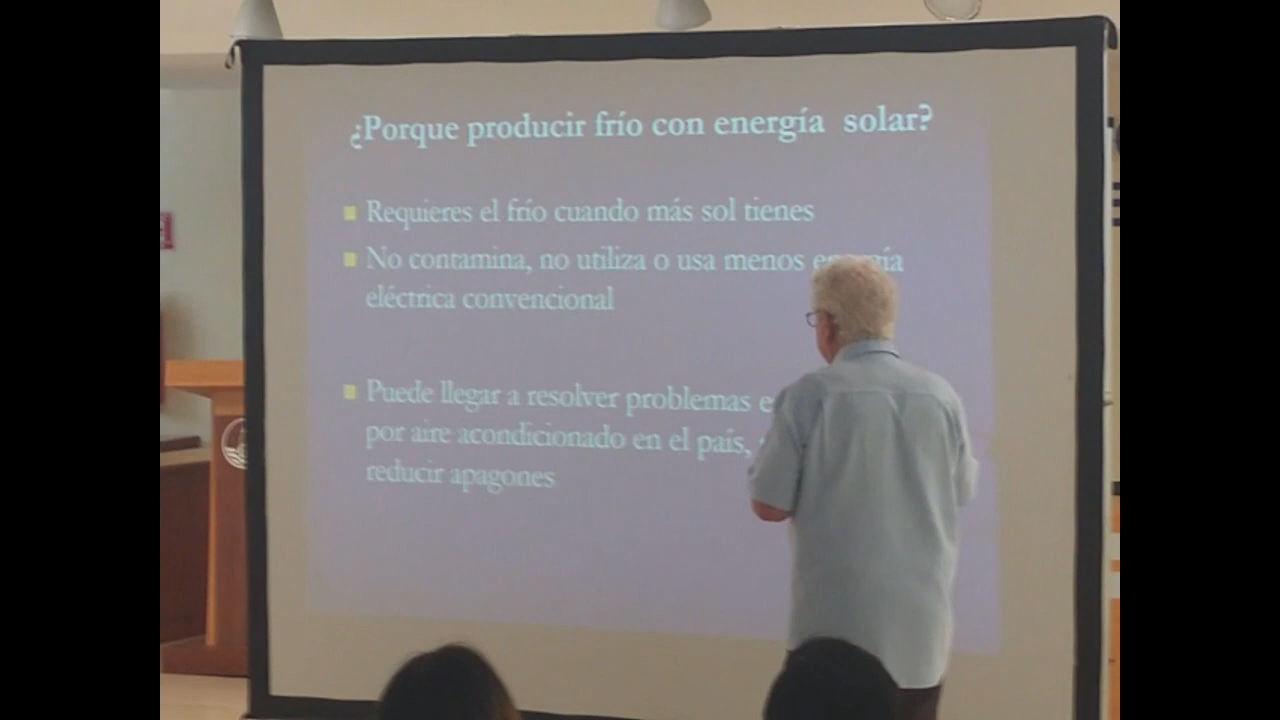 ¿Porque producir frío con energía solar?
Requieres el frío cuando más sol tienes
No contamina, no utiliza o usa menos
eléctrica convencional
Puede llegar a resolver problemas
por aire acondicionado en el país,
reducir apagones